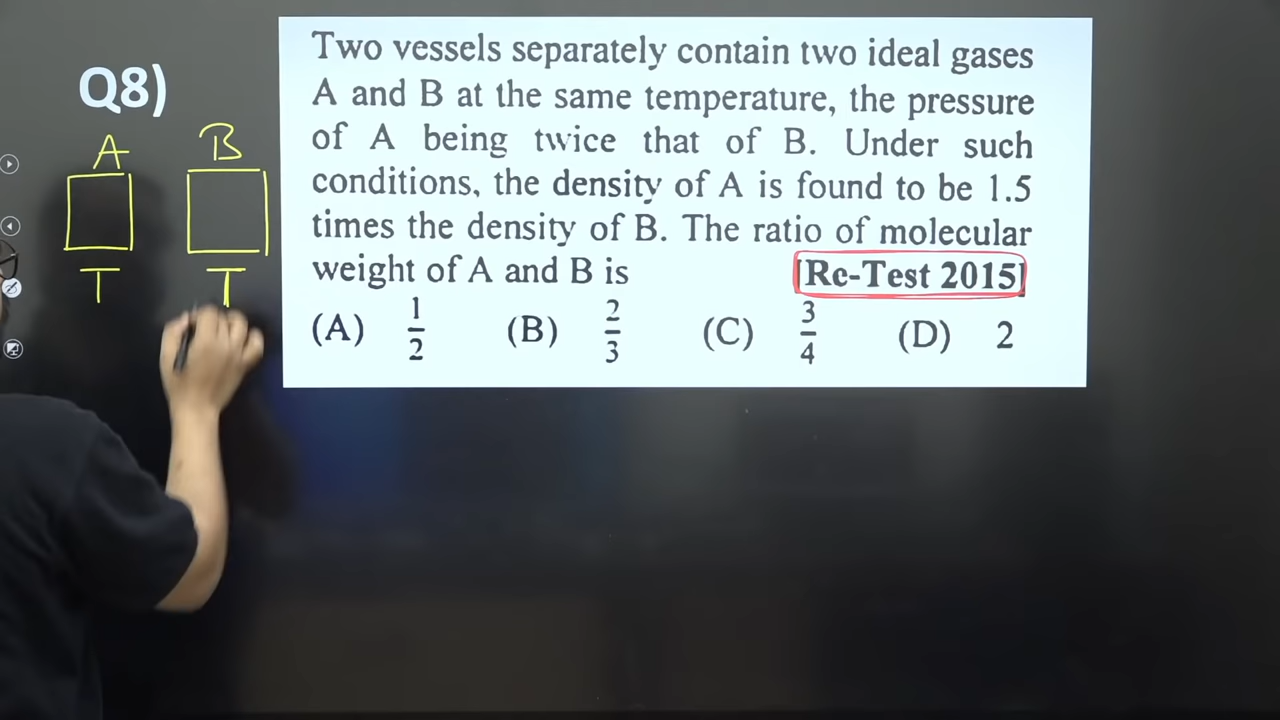 Q8)
A
B
T
T
Two vessels separately contain two ideal gases
A and B at the same temperature, the pressure
of A being twice that of B. Under such
conditions, the density of A is found to be 1.5
times the density of B. The ratio of molecular
weight of A and B is [Re-Test 2015]
(A) 1/2 (B) 2/3 (C) 3/4 (D) 2